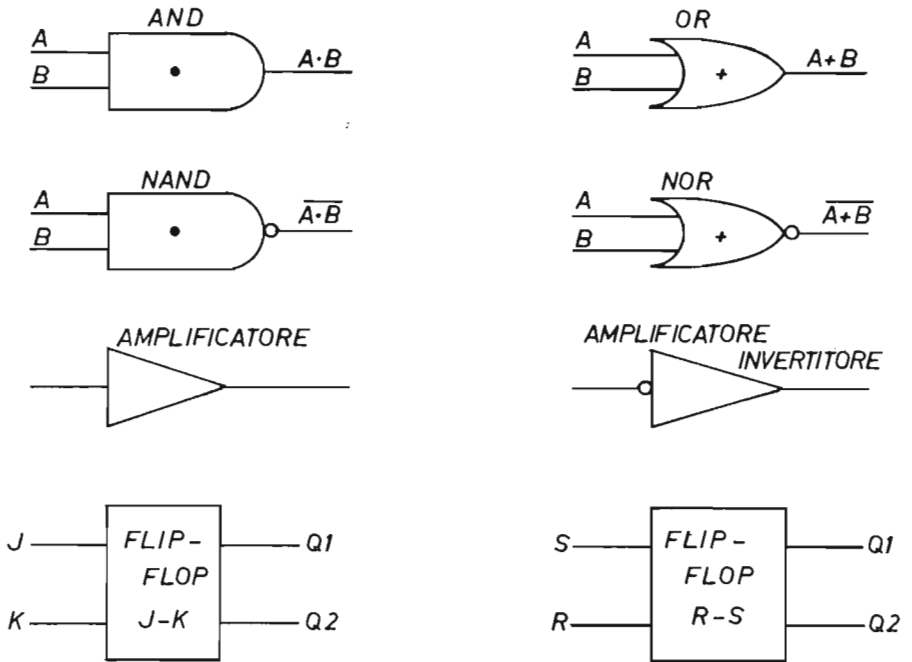 AND
A
B
•
A·B
OR
A
B
+
A+B
NAND
A
B
•
A̅·̅B̅
NOR
A
B
+
A̅+̅B̅
AMPLIFICATORE
AMPLIFICATORE
INVERTITORE
J
K
FLIP-
FLOP
J-K
Q1
Q2
S
R
FLIP-
FLOP
R-S
Q1
Q2